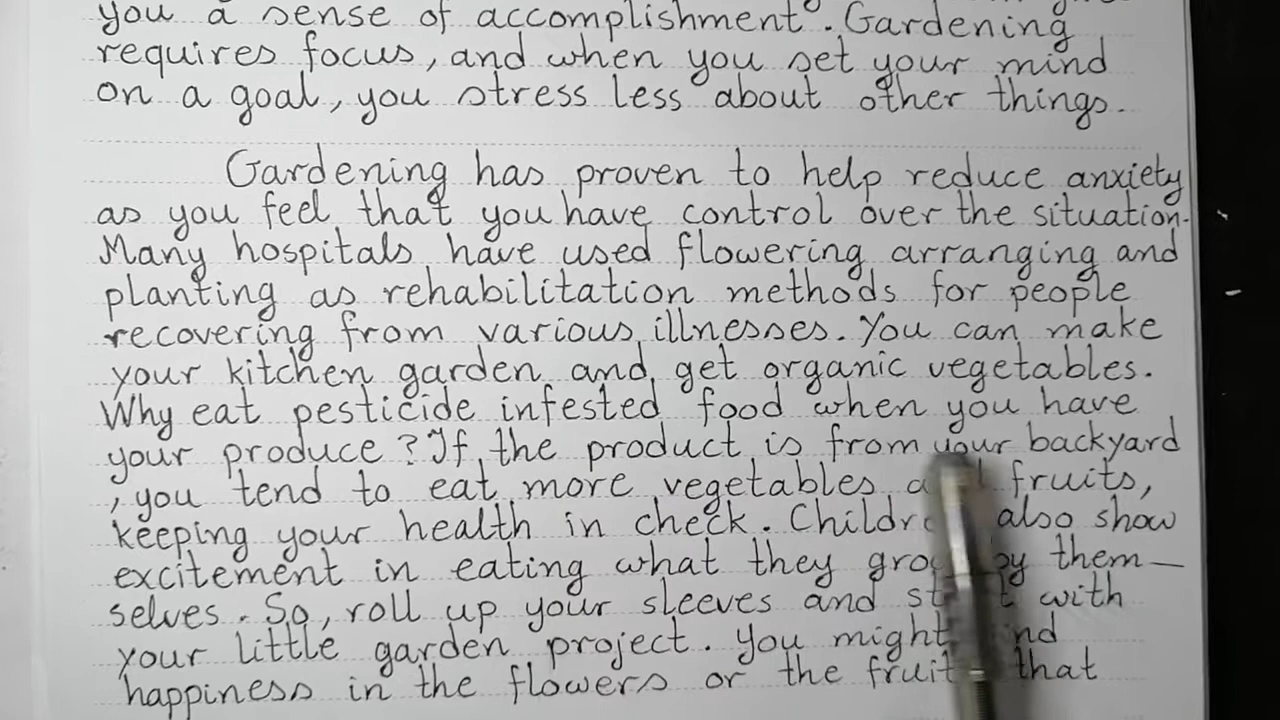 you a sense of accomplishment. Gardening
requires focus, and when you set your mind
on a goal, you stress less about other things.
Gardening has proven to help reduce anxiety
as you feel that you have control over the situation.
Many hospitals have used flowering arranging and
planting as rehabilitation methods for people
recovering from various illnesses. You can make
your kitchen garden and get organic vegetables.
Why eat pesticide infested food when you have
your produce? If the product is from your backyard
, you tend to eat more vegetables fruits,
keeping your health in check. also show
excitement in eating what they by them—
selves. So, roll up your sleeves and with
your little garden project. You might
happiness in the flowers or the that